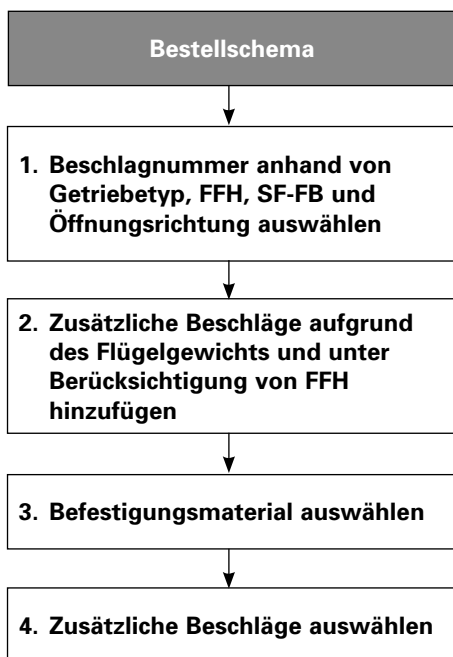 Bestellschema
1. Beschlagnummer anhand von
Getriebetyp, FFH, SF-FB und
Öffnungsrichtung auswählen
2. Zusätzliche Beschläge aufgrund
des Flügelgewichts und unter
Berücksichtigung von FFH
hinzufügen
3. Befestigungsmaterial auswählen
4. Zusätzliche Beschläge auswählen